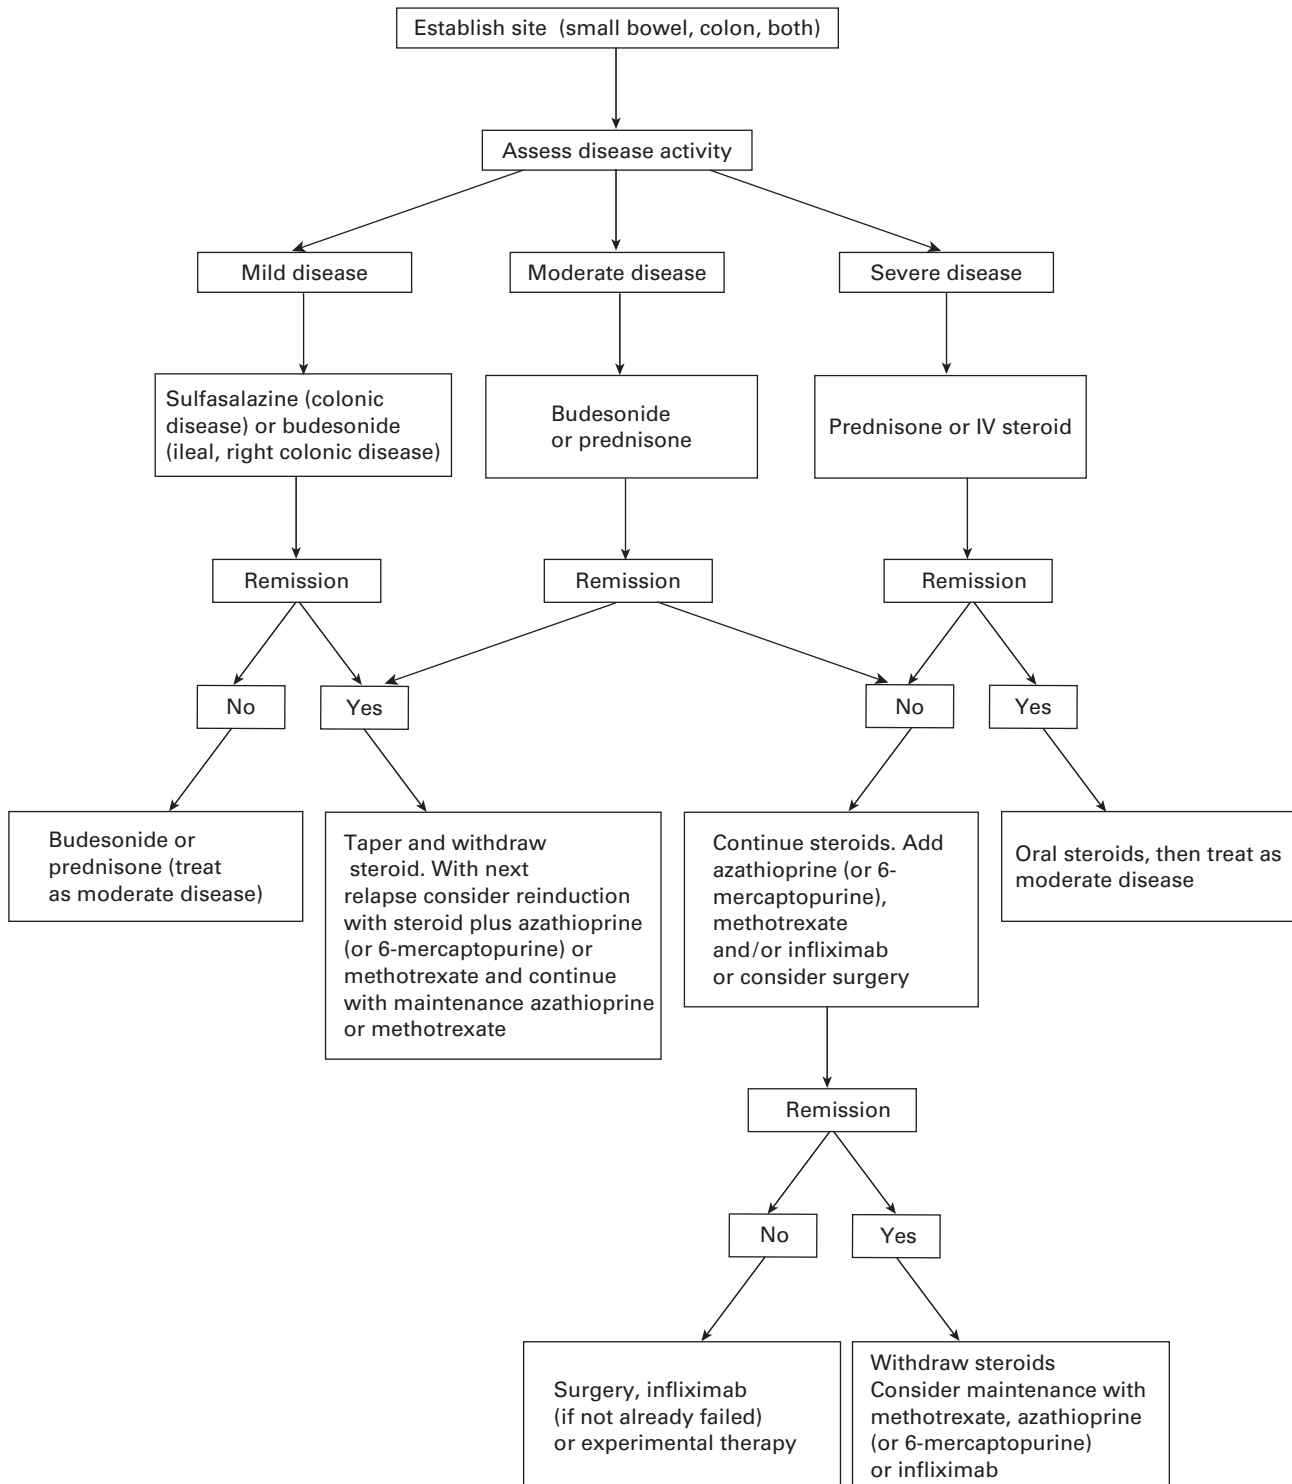 Establish site (small bowel, colon, both)
Assess disease activity
Mild disease
Moderate disease
Severe disease
Sulfasalazine (colonic
disease) or budesonide
(ileal, right colonic disease)
Budesonide
or prednisone
Prednisone or IV steroid
Remission
Remission
Remission
No
Yes
No
Yes
Budesonide or
prednisone (treat
as moderate disease)
Taper and withdraw
steroid. With next
relapse consider reinduction
with steroid plus azathioprine
(or 6-mercaptopurine) or
methotrexate and continue
with maintenance azathioprine
or methotrexate
Continue steroids. Add
azathioprine (or 6-
mercaptopurine),
methotrexate
and/or infliximab
or consider surgery
Oral steroids, then treat as
moderate disease
Remission
No
Yes
Surgery, infliximab
(if not already failed)
or experimental therapy
Withdraw steroids
Consider maintenance with
methotrexate, azathioprine
(or 6-mercaptopurine)
or infliximab